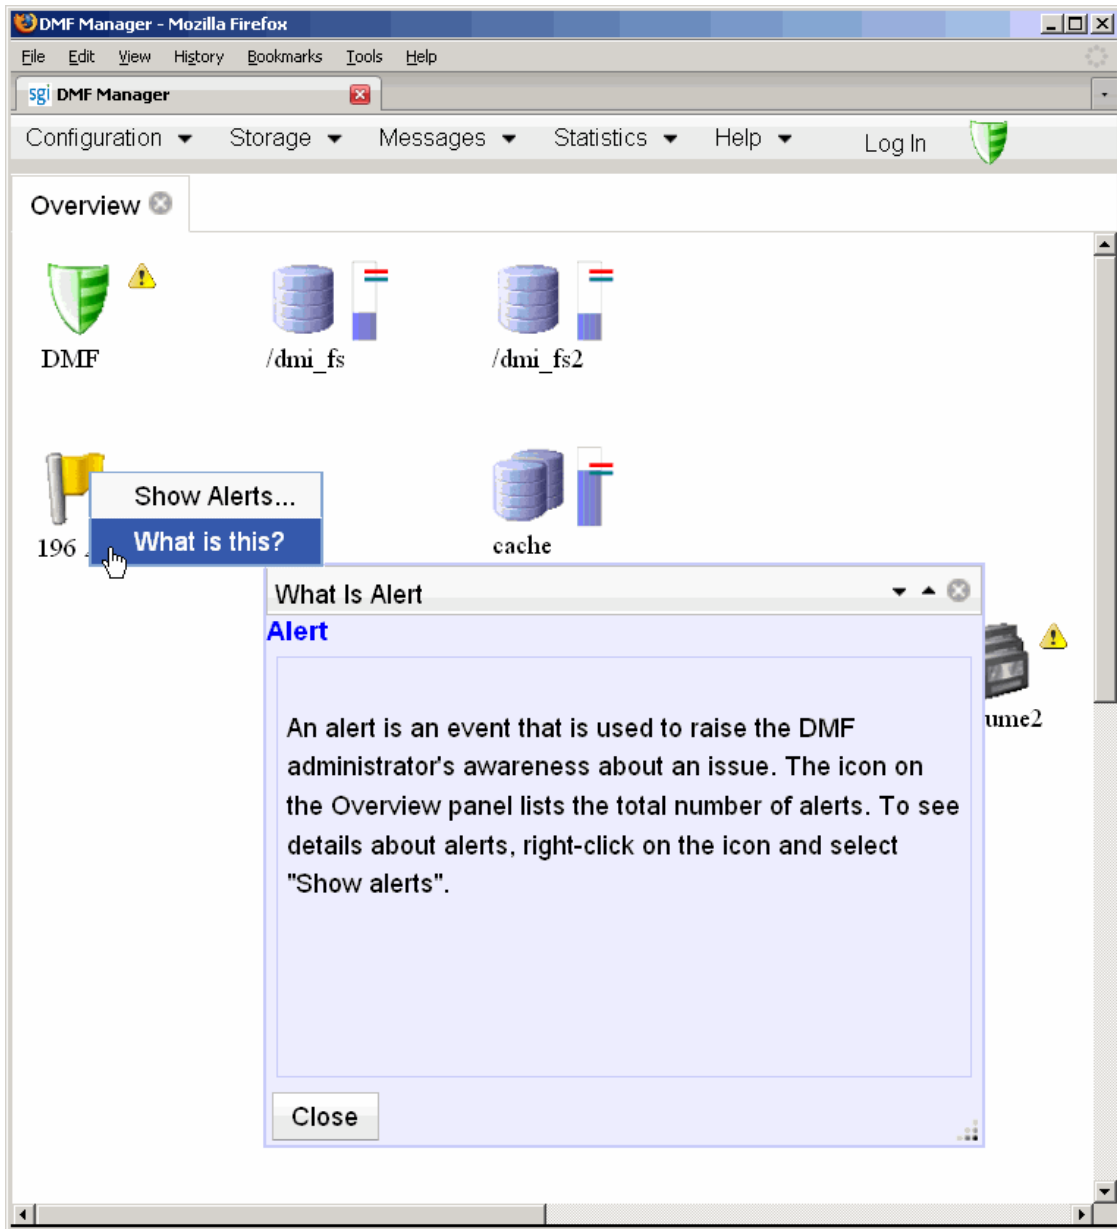 DMF Manager - Mozilla Firefox
File Edit View History Bookmarks Tools Help
sgi DMF Manager
Configuration Storage Messages Statistics Help Log In
Overview
DMF /dmi_fs /dmi_fs2
Show Alerts...
What is this?
196
cache
What Is Alert
Alert
ume2
An alert is an event that is used to raise the DMF
administrator's awareness about an issue. The icon on
the Overview panel lists the total number of alerts. To see
details about alerts, right-click on the icon and select
"Show alerts".
Close